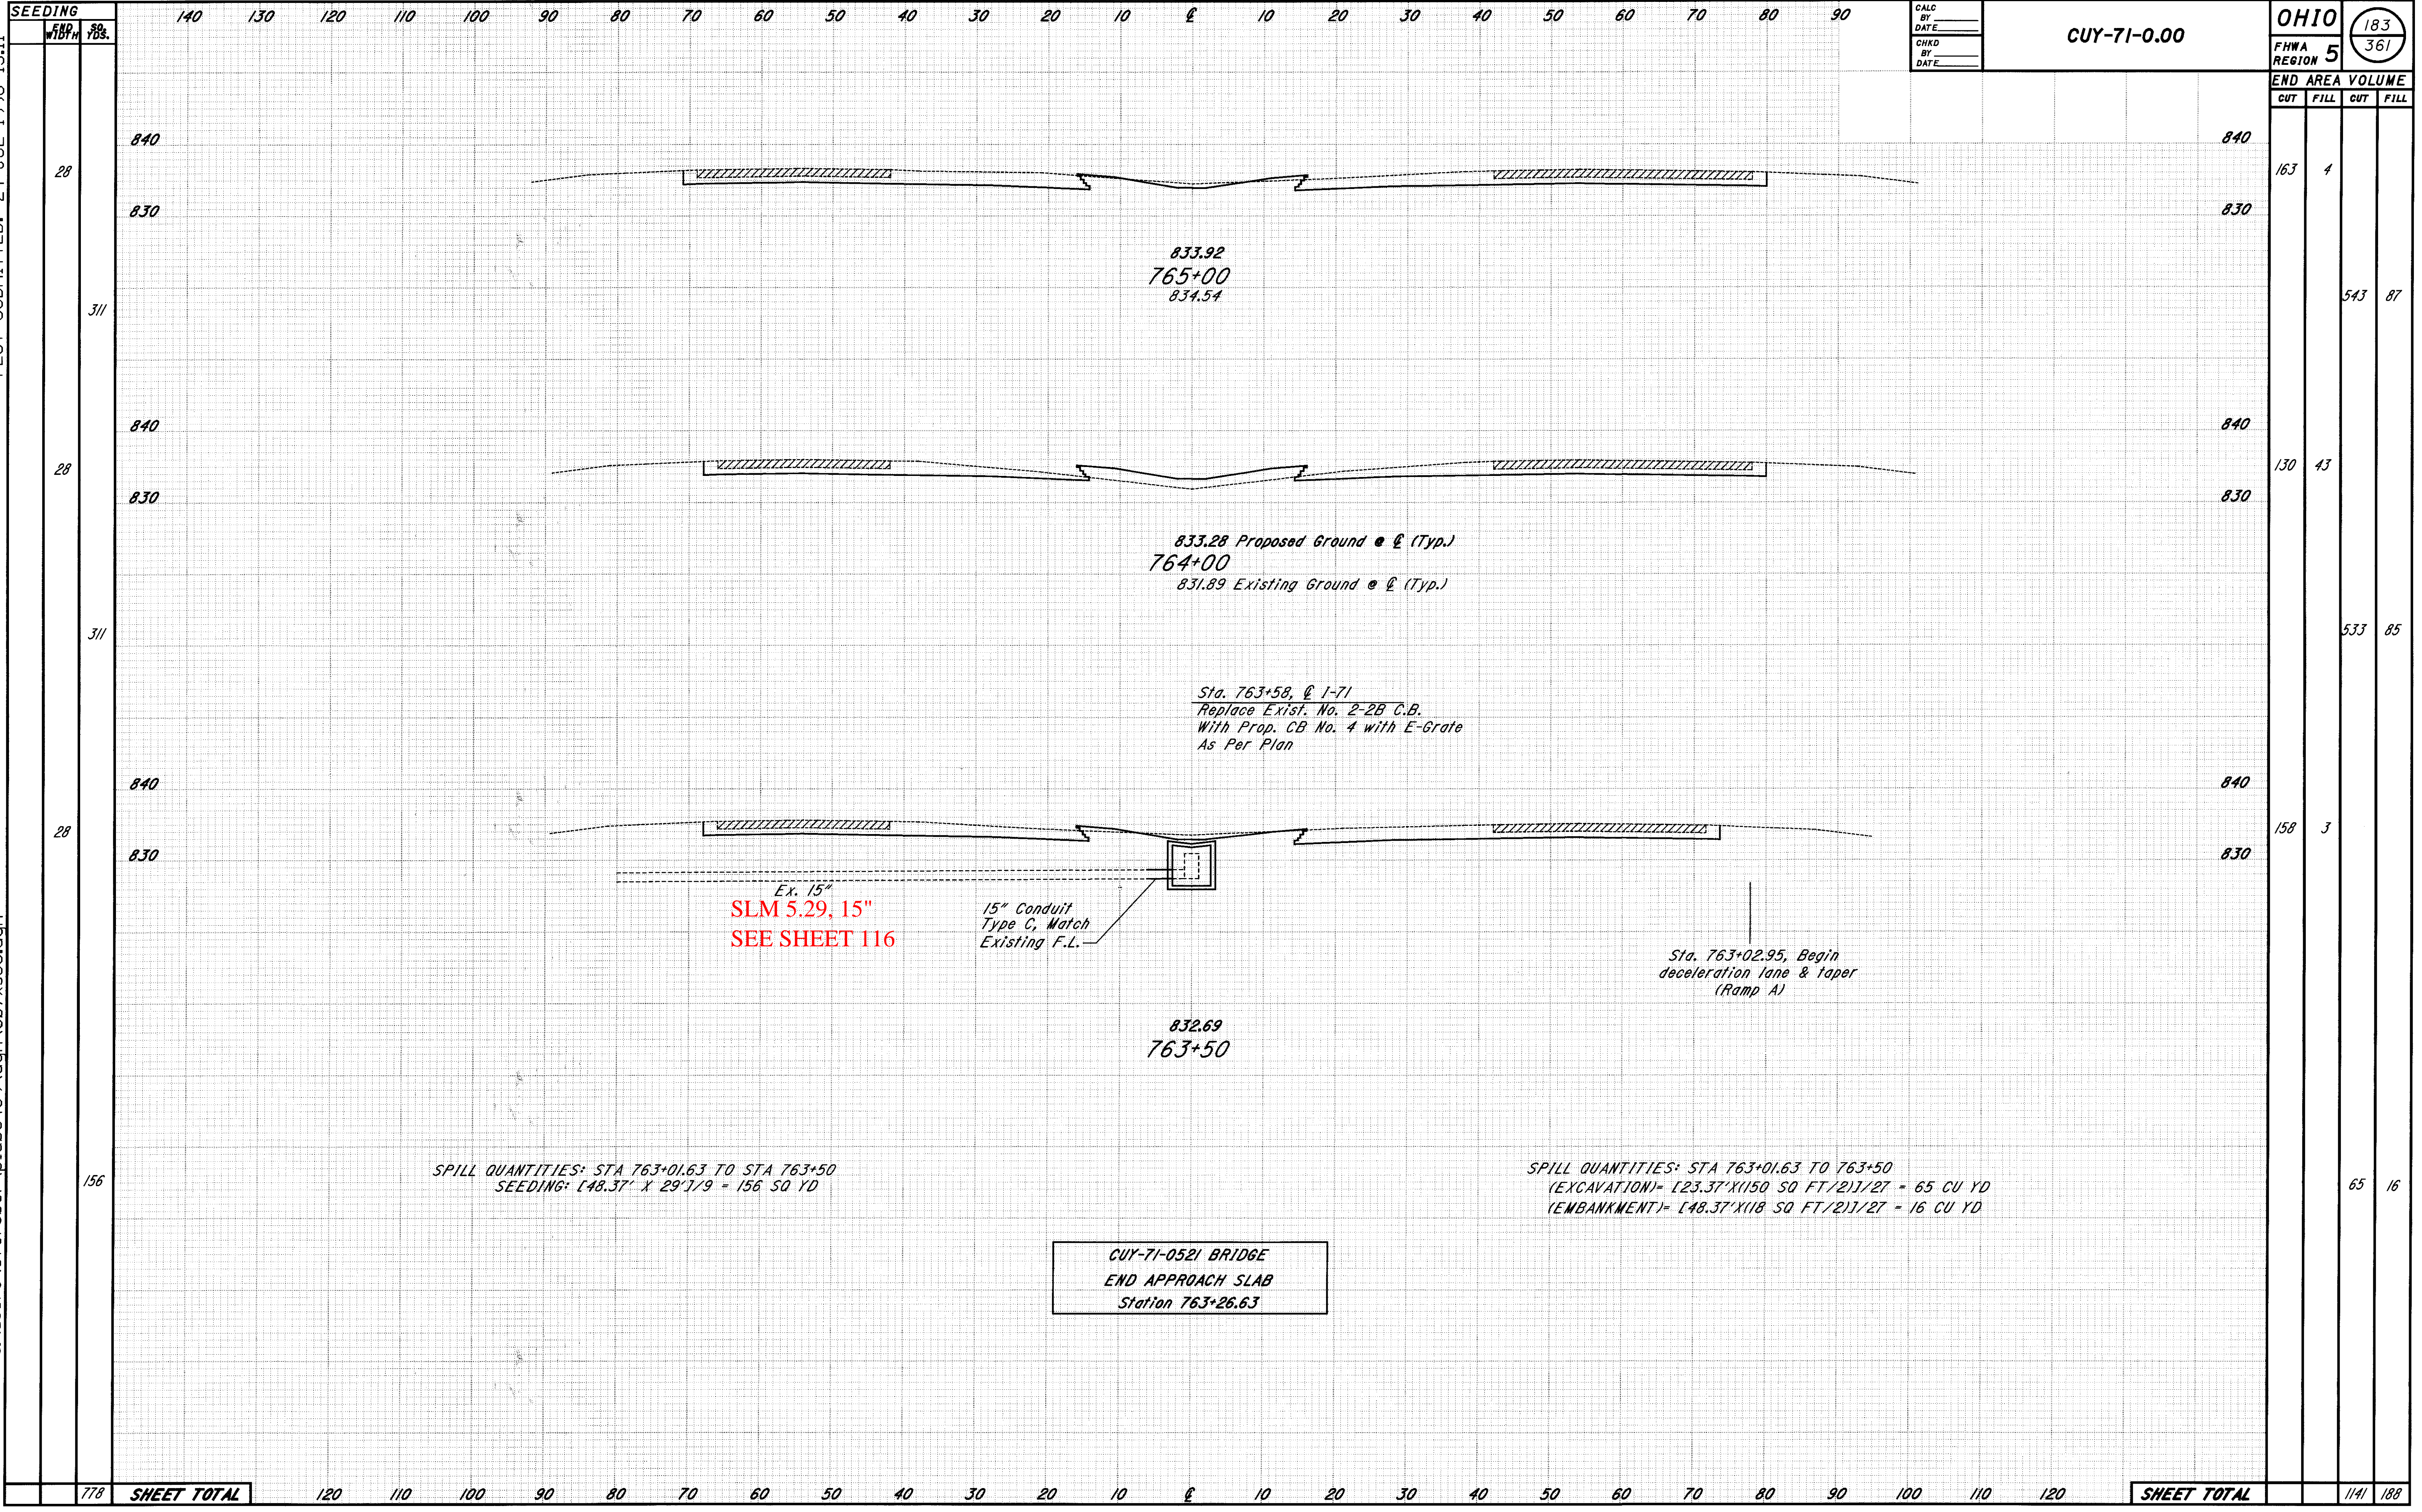 SEEDING
END WIDTH
SQ. YDS.
140 130 120 110 100 90 80 70 60 50 40 30 20 10 ℄ 10 20 30 40 50 60 70 80 90
CALC
BY
DATE
CHKD
BY
DATE
CUY-71-0.00
OHIO
FHWA
REGION 5
183
361
END AREA VOLUME
CUT FILL CUT FILL
840 840
28 163 4
830 830
833.92
765+00
834.54
311 543 87
840 840
28 130 43
830 830
833.28 Proposed Ground @ ℄ (Typ.)
764+00
831.89 Existing Ground @ ℄ (Typ.)
311 533 85
Sta. 763+58, ℄ I-71
Replace Exist. No. 2-2B C.B.
With Prop. CB No. 4 with E-Grate
As Per Plan
840 840
28 158 3
830 830
Ex. 15"
SLM 5.29, 15"
SEE SHEET 116
15" Conduit
Type C, Match
Existing F.L.
Sta. 763+02.95, Begin
deceleration lane & taper
(Ramp A)
832.69
763+50
SPILL QUANTITIES: STA 763+01.63 TO STA 763+50
SEEDING: [48.37' X 29']/9 = 156 SQ YD
156
SPILL QUANTITIES: STA 763+01.63 TO 763+50
(EXCAVATION)= [23.37'X(150 SQ FT/2)]/27 = 65 CU YD
(EMBANKMENT)= [48.37'X(18 SQ FT/2)]/27 = 16 CU YD
65 16
CUY-71-0521 BRIDGE
END APPROACH SLAB
Station 763+26.63
778 SHEET TOTAL 120 110 100 90 80 70 60 50 40 30 20 10 ℄ 10 20 30 40 50 60 70 80 90 100 110 120 SHEET TOTAL 1141 188